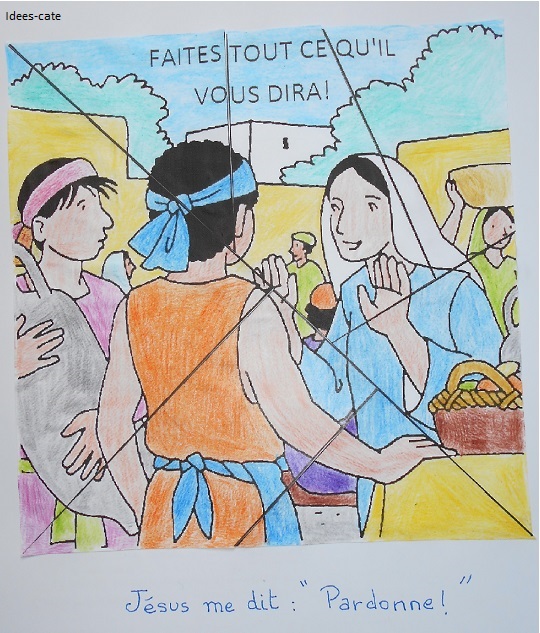 Idees-cate
FAITES TOUT CE QU'IL
VOUS DIRA!
Jésus me dit : " Pardonne! "